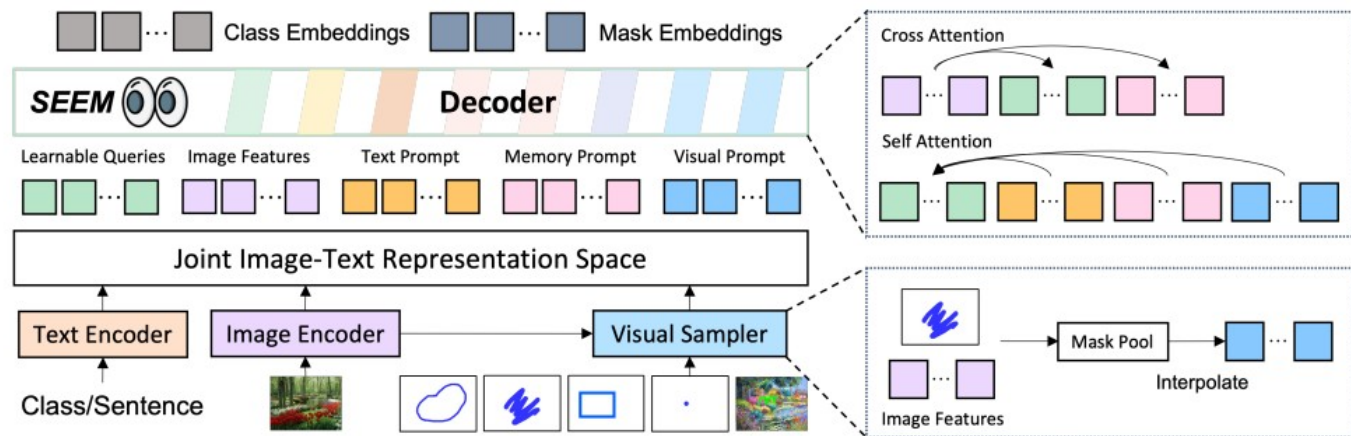 Class Embeddings
Mask Embeddings
SEEM
Decoder
Learnable Queries
Image Features
Text Prompt
Memory Prompt
Visual Prompt
Joint Image-Text Representation Space
Text Encoder
Image Encoder
Visual Sampler
Class/Sentence
Cross Attention
Self Attention
Mask Pool
Interpolate
Image Features